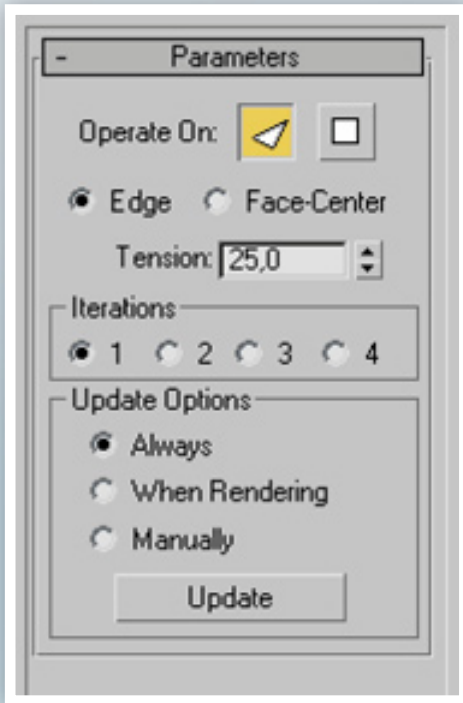 - Parameters
Operate On:
Edge Face-Center
Tension: 25,0
Iterations
1 2 3 4
Update Options
Always
When Rendering
Manually
Update